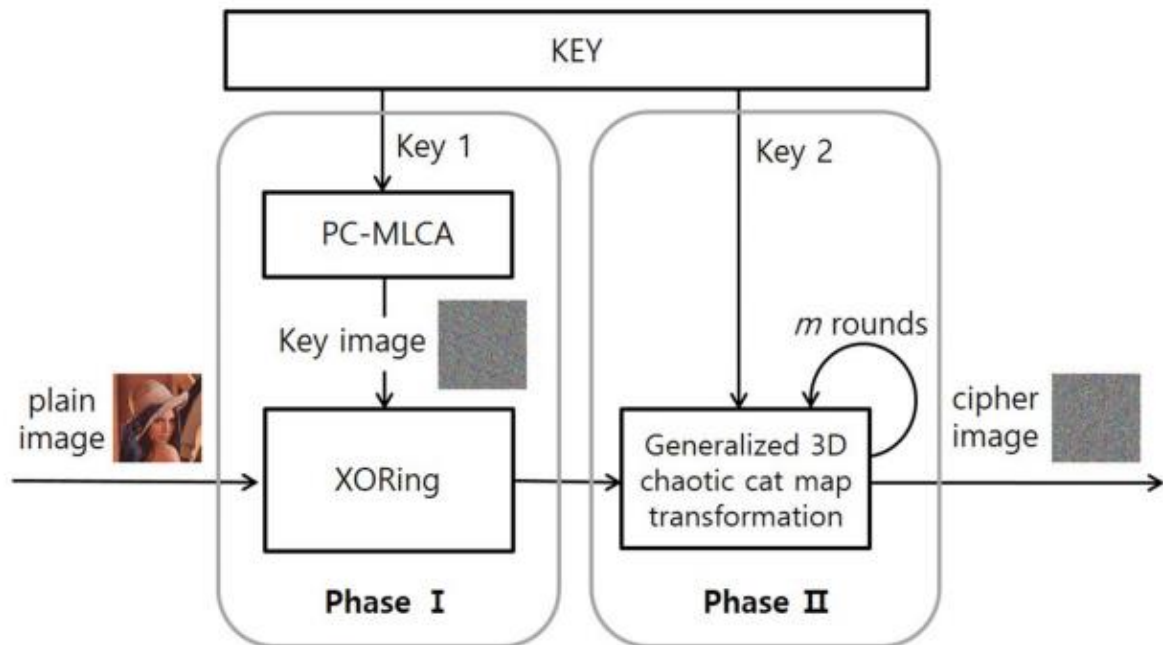 KEY
Key 1
Key 2
PC-MLCA
Key image
m rounds
plain
image
XORing
Generalized 3D
chaotic cat map
transformation
cipher
image
Phase Ⅰ
Phase Ⅱ